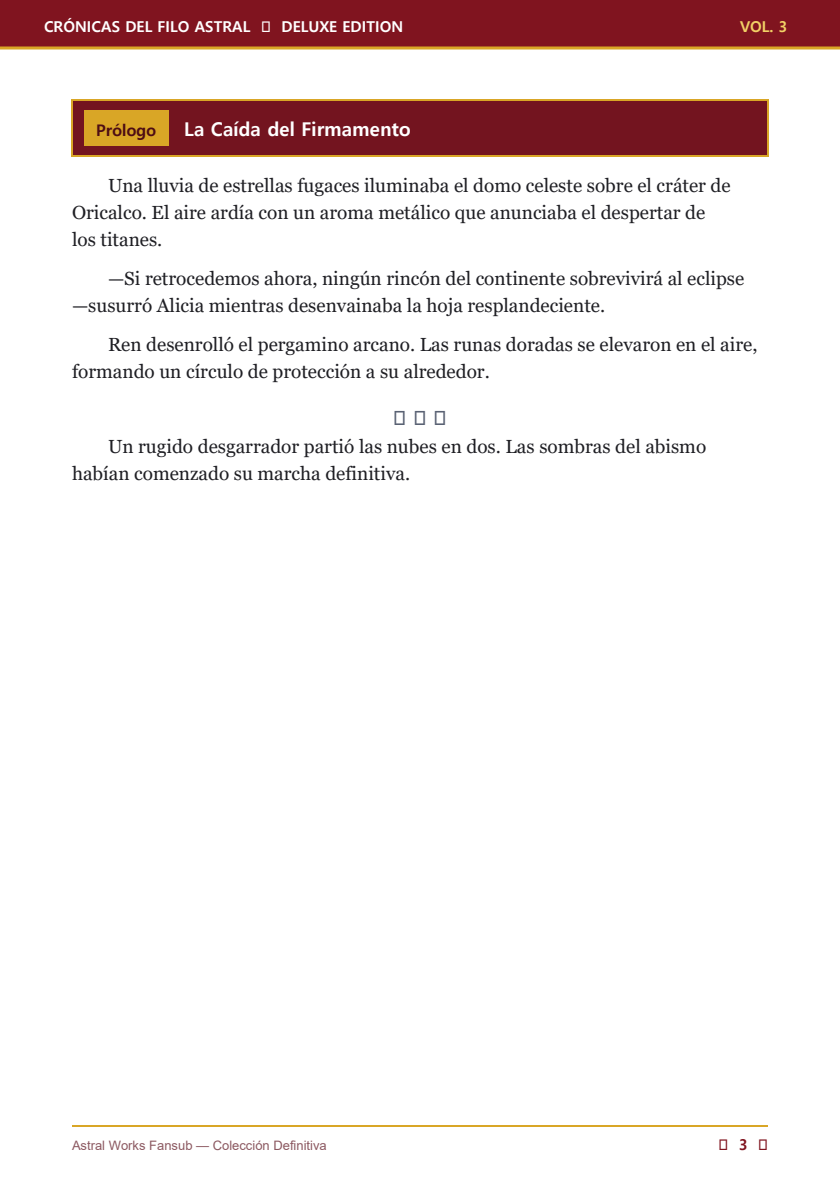 CRÓNICAS DEL FILO ASTRAL ▯ DELUXE EDITION
VOL. 3
Prólogo La Caída del Firmamento
Una lluvia de estrellas fugaces iluminaba el domo celeste sobre el cráter de
Oricalco. El aire ardía con un aroma metálico que anunciaba el despertar de
los titanes.
—Si retrocedemos ahora, ningún rincón del continente sobrevivirá al eclipse
—susurró Alicia mientras desenvainaba la hoja resplandeciente.
Ren desenrolló el pergamino arcano. Las runas doradas se elevaron en el aire,
formando un círculo de protección a su alrededor.
▯ ▯ ▯
Un rugido desgarrador partió las nubes en dos. Las sombras del abismo
habían comenzado su marcha definitiva.
Astral Works Fansub — Colección Definitiva
▯ 3 ▯